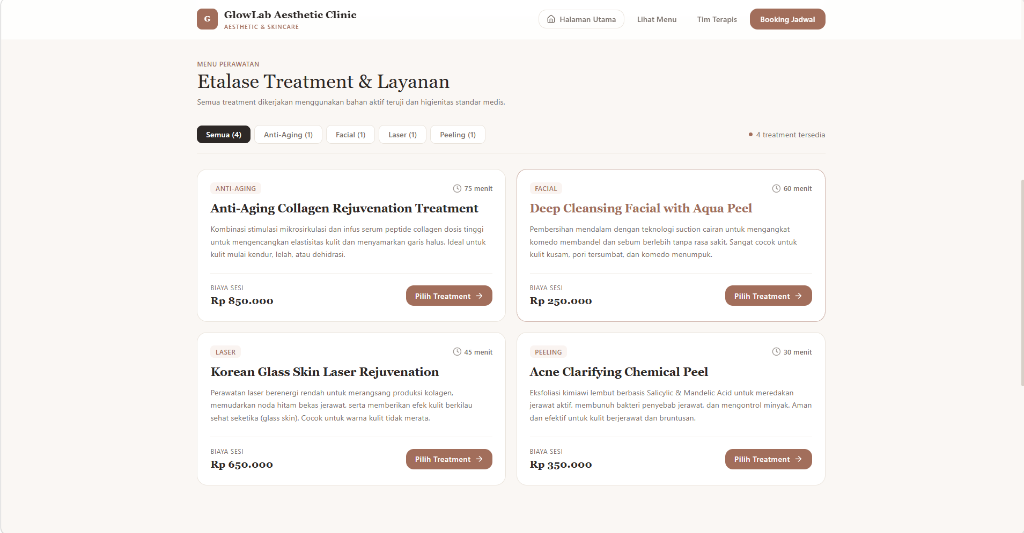 G
GlowLab Aesthetic Clinic
AESTHETIC & SKINCARE
Halaman Utama
Lihat Menu
Tim Terapis
Booking Jadwal
MENU PERAWATAN
Etalase Treatment & Layanan
Semua treatment dikerjakan menggunakan bahan aktif teruji dan higienitas standar medis.
Semua (4)
Anti-Aging (1)
Facial (1)
Laser (1)
Peeling (1)
4 treatment tersedia
ANTI-AGING
75 menit
Anti-Aging Collagen Rejuvenation Treatment
Kombinasi stimulasi mikrosirkulasi dan infus serum peptide collagen dosis tinggi
untuk mengencangkan elastisitas kulit dan menyamarkan garis halus. Ideal untuk
kulit mulai kendur, lelah, atau dehidrasi.
BIAYA SESI
Rp 850.000
Pilih Treatment
FACIAL
60 menit
Deep Cleansing Facial with Aqua Peel
Pembersihan mendalam dengan teknologi suction cairan untuk mengangkat
komedo membandel dan sebum berlebih tanpa rasa sakit. Sangat cocok untuk
kulit kusam, pori tersumbat, dan komedo menumpuk.
BIAYA SESI
Rp 250.000
Pilih Treatment
LASER
45 menit
Korean Glass Skin Laser Rejuvenation
Perawatan laser berenergi rendah untuk merangsang produksi kolagen,
memudarkan noda hitam bekas jerawat, serta memberikan efek kulit berkilau
sehat seketika (glass skin). Cocok untuk warna kulit tidak merata.
BIAYA SESI
Rp 650.000
Pilih Treatment
PEELING
30 menit
Acne Clarifying Chemical Peel
Eksfoliasi kimiawi lembut berbasis Salicylic & Mandelic Acid untuk meredakan
jerawat aktif, membunuh bakteri penyebab jerawat, dan mengontrol minyak. Aman
dan efektif untuk kulit berjerawat dan bruntusan.
BIAYA SESI
Rp 350.000
Pilih Treatment